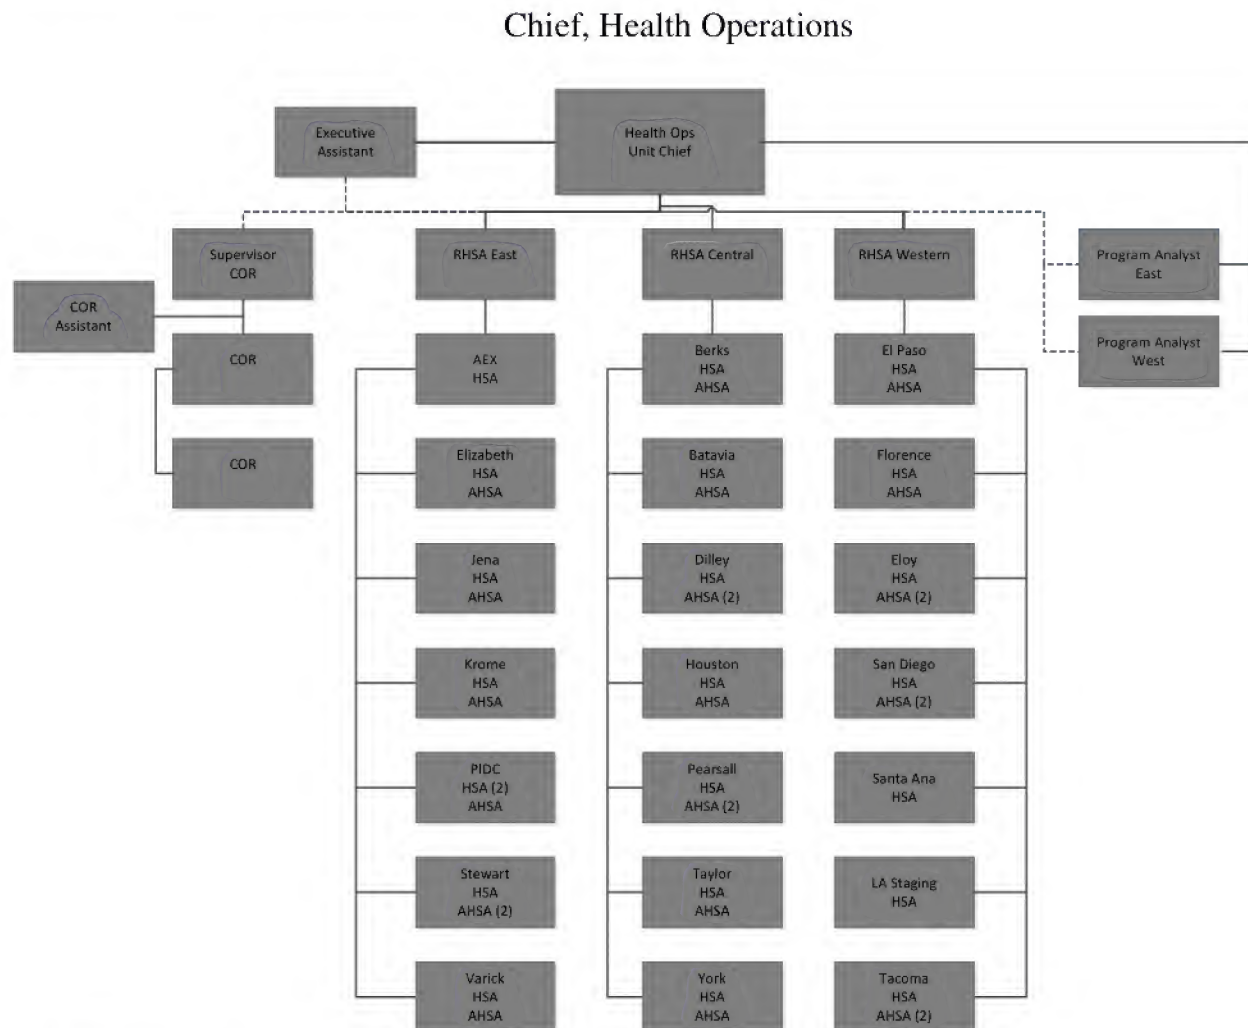 Chief, Health Operations
Executive
Assistant
Health Ops
Unit Chief
Supervisor
COR
RHSA East
RHSA Central
RHSA Western
Program Analyst
East
COR
Assistant
Program Analyst
West
COR
AEX
HSA
Berks
HSA
AHSA
El Paso
HSA
AHSA
COR
Elizabeth
HSA
AHSA
Batavia
HSA
AHSA
Florence
HSA
AHSA
Jena
HSA
AHSA
Dilley
HSA
AHSA (2)
Eloy
HSA
AHSA (2)
Krome
HSA
AHSA
Houston
HSA
AHSA
San Diego
HSA
AHSA (2)
PIDC
HSA (2)
AHSA
Pearsall
HSA
AHSA (2)
Santa Ana
HSA
Stewart
HSA
AHSA (2)
Taylor
HSA
AHSA
LA Staging
HSA
Varick
HSA
AHSA
York
HSA
AHSA
Tacoma
HSA
AHSA (2)